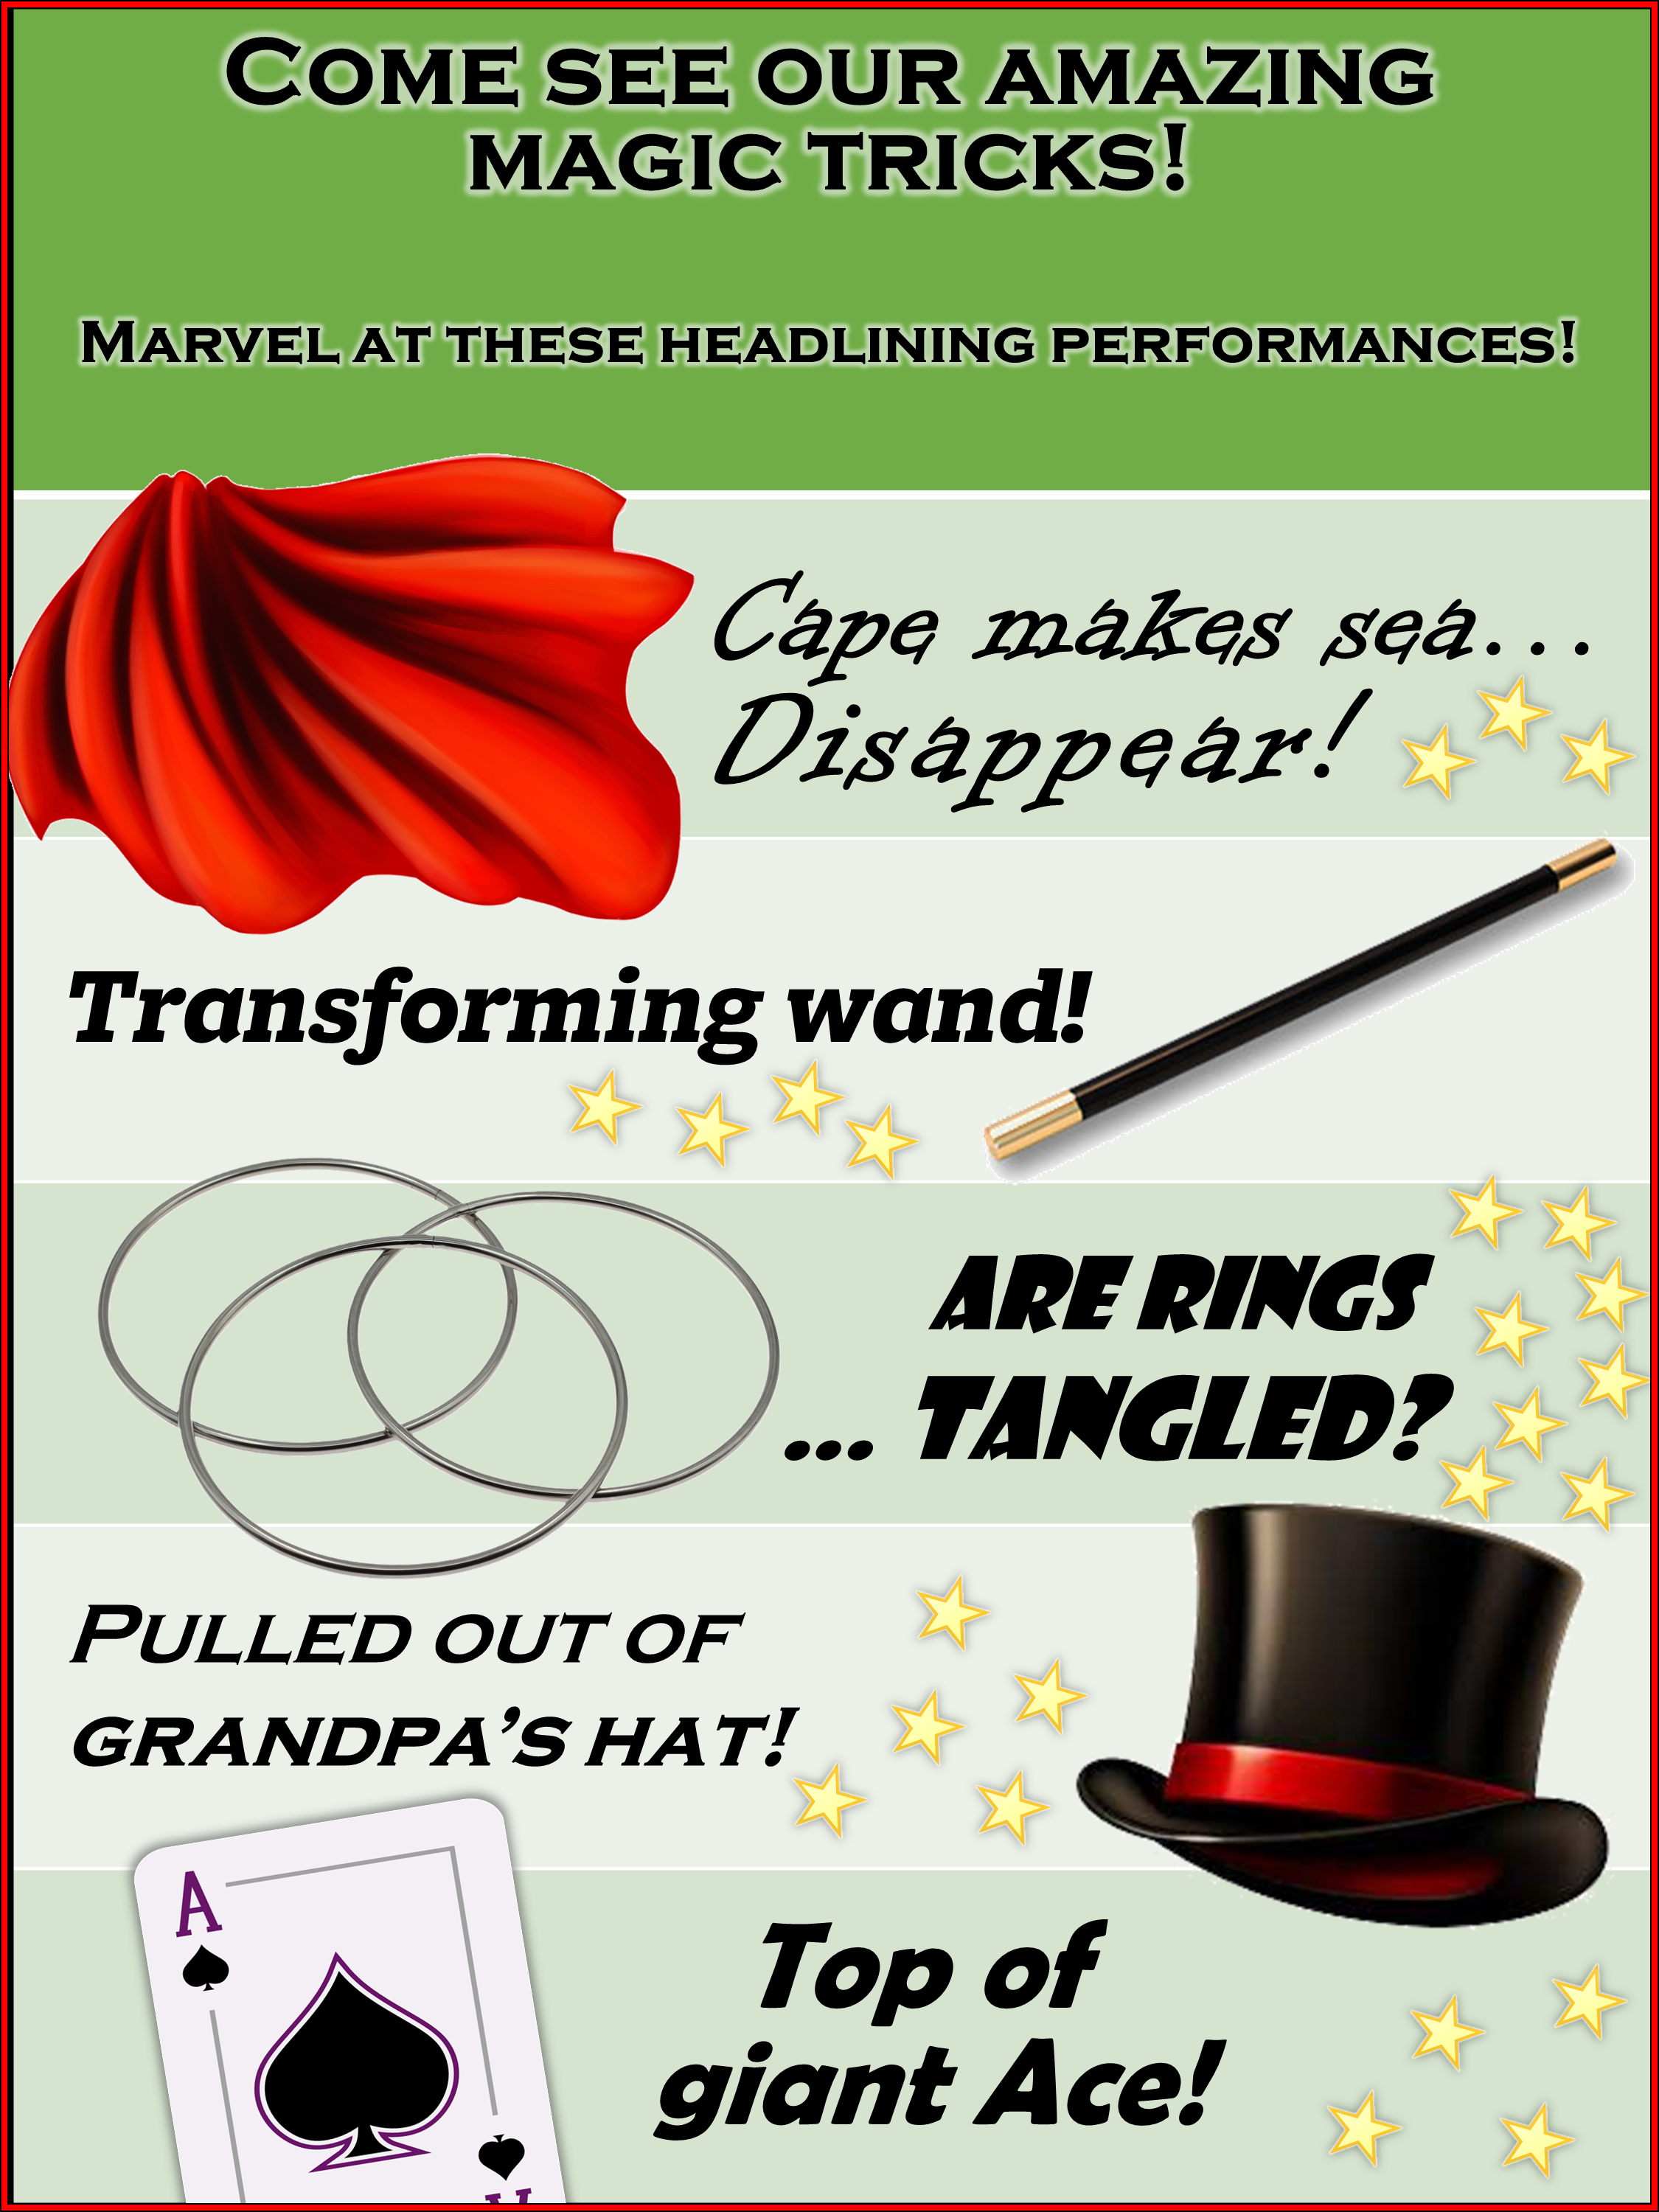 COME SEE OUR AMAZING
MAGIC TRICKS!
MARVEL AT THESE HEADLINING PERFORMANCES!
Cape makes sea...
Disappear!
Transforming wand!
ARE RINGS
... TANGLED?
PULLED OUT OF
GRANDPA'S HAT!
A
Top of
giant Ace!
A